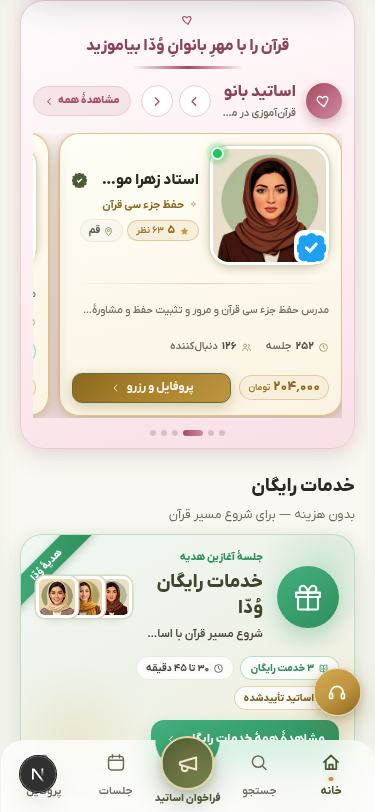 قرآن را با مهرِ بانوانِ وُدّا بیاموزید
اساتید بانو
قرآن‌آموزی در م...
مشاهدهٔ همه
استاد زهرا مو...
حفظ جزء سی قرآن
۵ ۶۳ نظر
قم
مدرس حفظ جزء سی قرآن و مرور و تثبیت حفظ و مشاورهٔ...
۲۵۲ جلسه
۱۲۶ دنبال‌کننده
۲۰۴٬۰۰۰ تومان
پروفایل و رزرو
خدمات رایگان
بدون هزینه — برای شروع مسیر قرآن
هدیهٔ وُدّا
جلسهٔ آغازین هدیه
خدمات رایگان
وُدّا
شروع مسیر قرآن با اسا...
۳ خدمت رایگان
۳۰ تا ۴۵ دقیقه
اساتید تأییدشده
مشاهدهٔ همهٔ خدمات
خانه
جستجو
فراخوان اساتید
جلسات
پروفایل
N